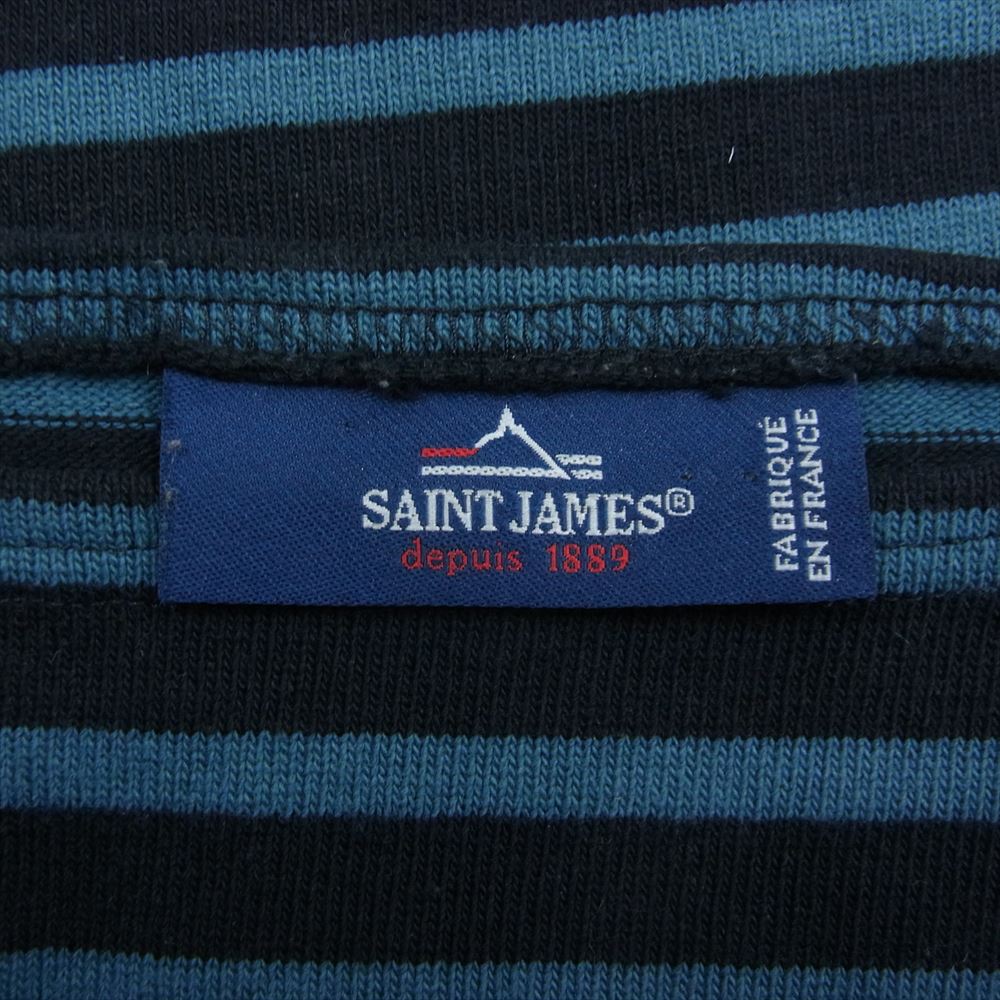 SAINT JAMES®
depuis 1889
FABRIQUÉ
EN FRANCE